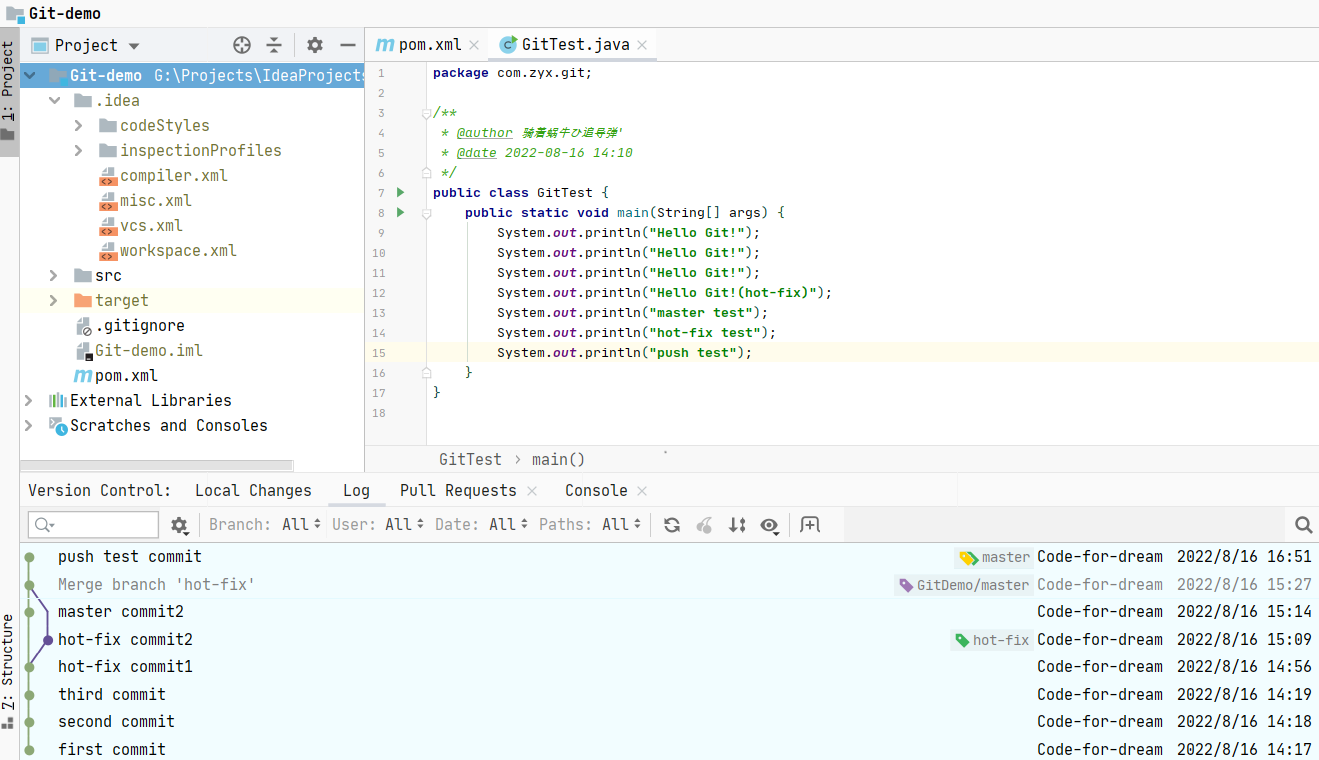 Git-demo
1: Project
Project
Git-demo G:\Projects\IdeaProjects
.idea
codeStyles
inspectionProfiles
compiler.xml
misc.xml
vcs.xml
workspace.xml
src
target
.gitignore
Git-demo.iml
pom.xml
External Libraries
Scratches and Consoles
pom.xml
GitTest.java
1 package com.zyx.git;
2
3 /**
4 * @author 骑着蜗牛ひ追导弹'
5 * @date 2022-08-16 14:10
6 */
7 public class GitTest {
8 public static void main(String[] args) {
9 System.out.println("Hello Git!");
10 System.out.println("Hello Git!");
11 System.out.println("Hello Git!");
12 System.out.println("Hello Git!(hot-fix)");
13 System.out.println("master test");
14 System.out.println("hot-fix test");
15 System.out.println("push test");
16 }
17 }
18
GitTest > main()
Version Control: Local Changes Log Pull Requests Console
Branch: All User: All Date: All Paths: All
push test commit master Code-for-dream 2022/8/16 16:51
Merge branch 'hot-fix' GitDemo/master Code-for-dream 2022/8/16 15:27
master commit2 Code-for-dream 2022/8/16 15:14
hot-fix commit2 hot-fix Code-for-dream 2022/8/16 15:09
hot-fix commit1 Code-for-dream 2022/8/16 14:56
third commit Code-for-dream 2022/8/16 14:19
second commit Code-for-dream 2022/8/16 14:18
first commit Code-for-dream 2022/8/16 14:17
Z: Structure